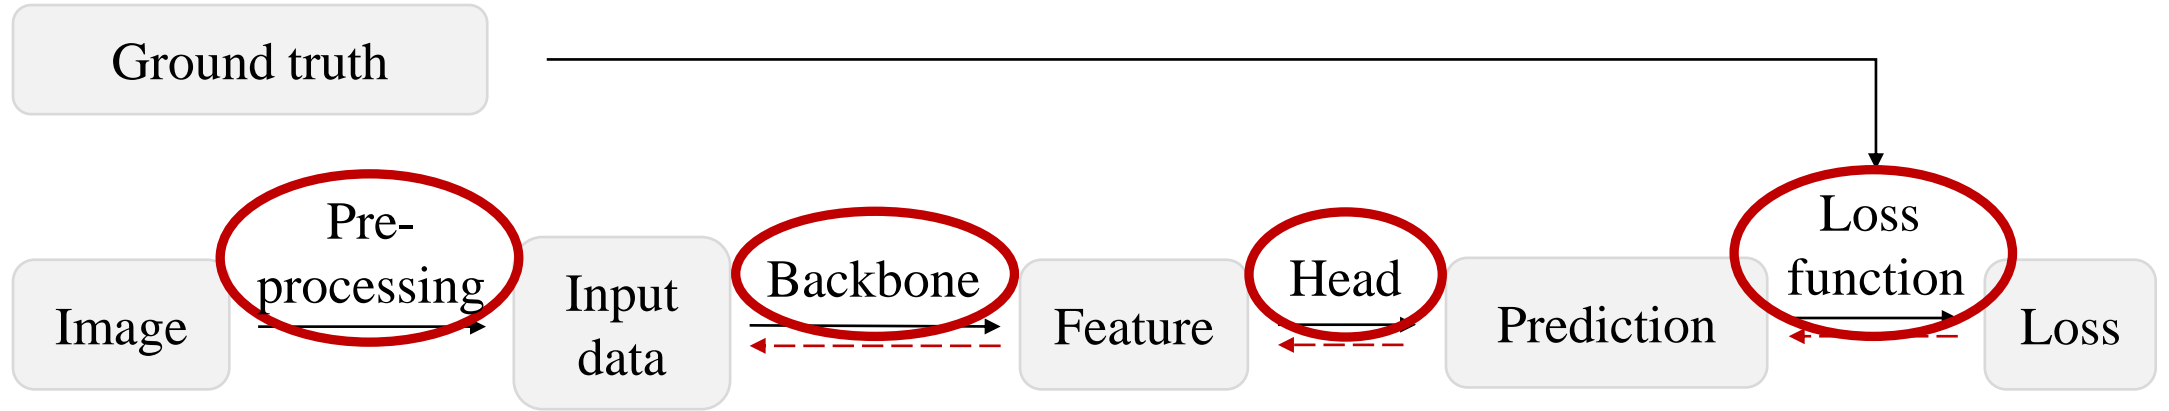 Ground truth
Image
Pre-
processing
Input
data
Backbone
Feature
Head
Prediction
Loss
function
Loss